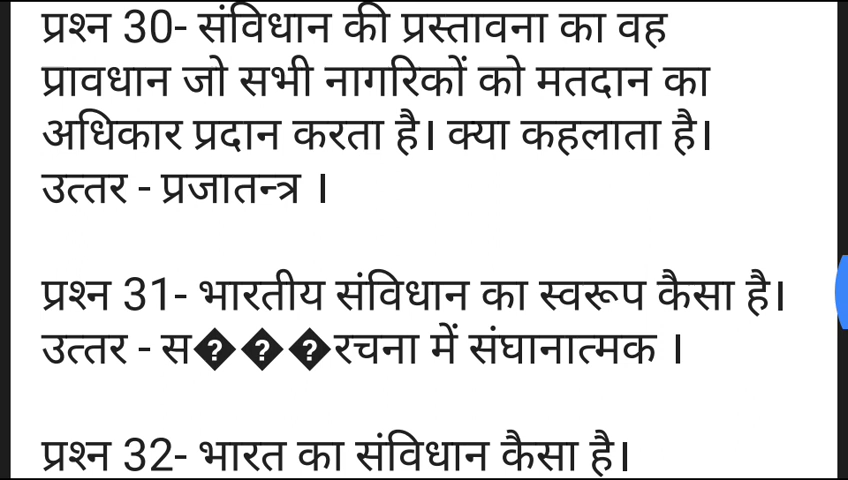 प्रश्न 30- संविधान की प्रस्तावना का वह
प्रावधान जो सभी नागरिकों को मतदान का
अधिकार प्रदान करता है। क्या कहलाता है।
उत्तर - प्रजातन्त्र ।
प्रश्न 31- भारतीय संविधान का स्वरूप कैसा है।
उत्तर - स���रचना में संघानात्मक ।
प्रश्न 32- भारत का संविधान कैसा है।